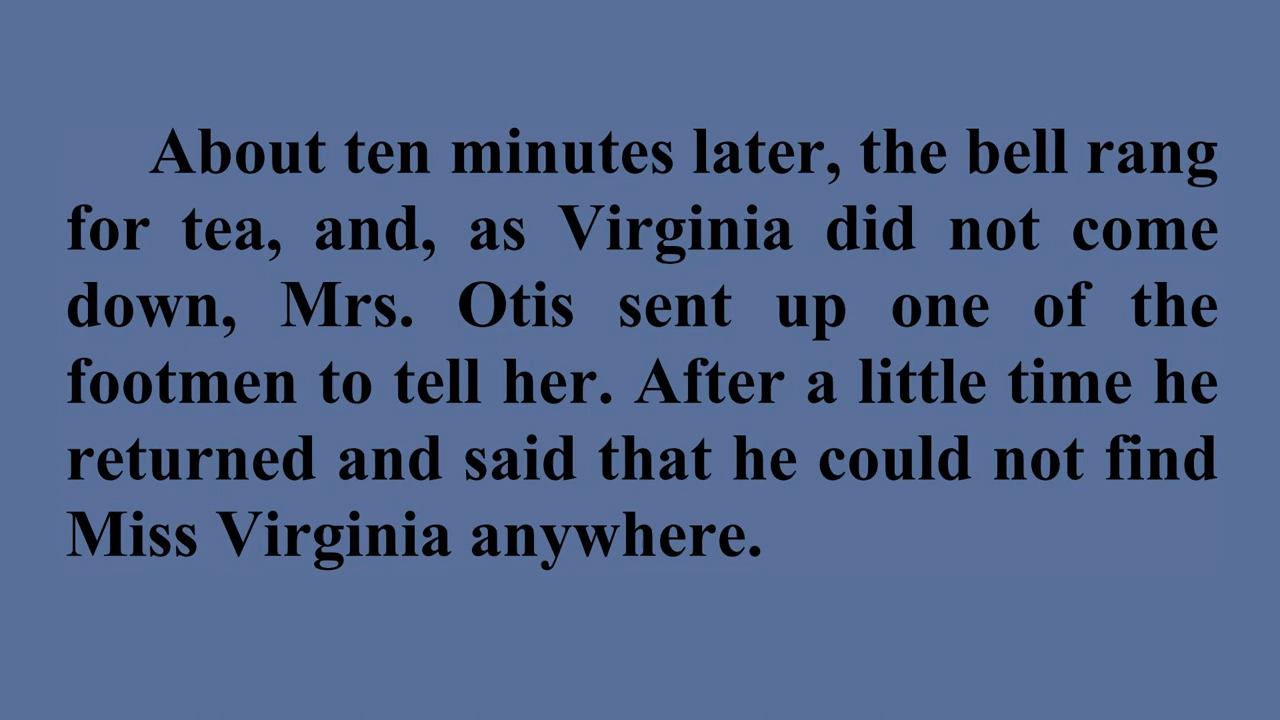 About ten minutes later, the bell rang
for tea, and, as Virginia did not come
down, Mrs. Otis sent up one of the
footmen to tell her. After a little time he
returned and said that he could not find
Miss Virginia anywhere.